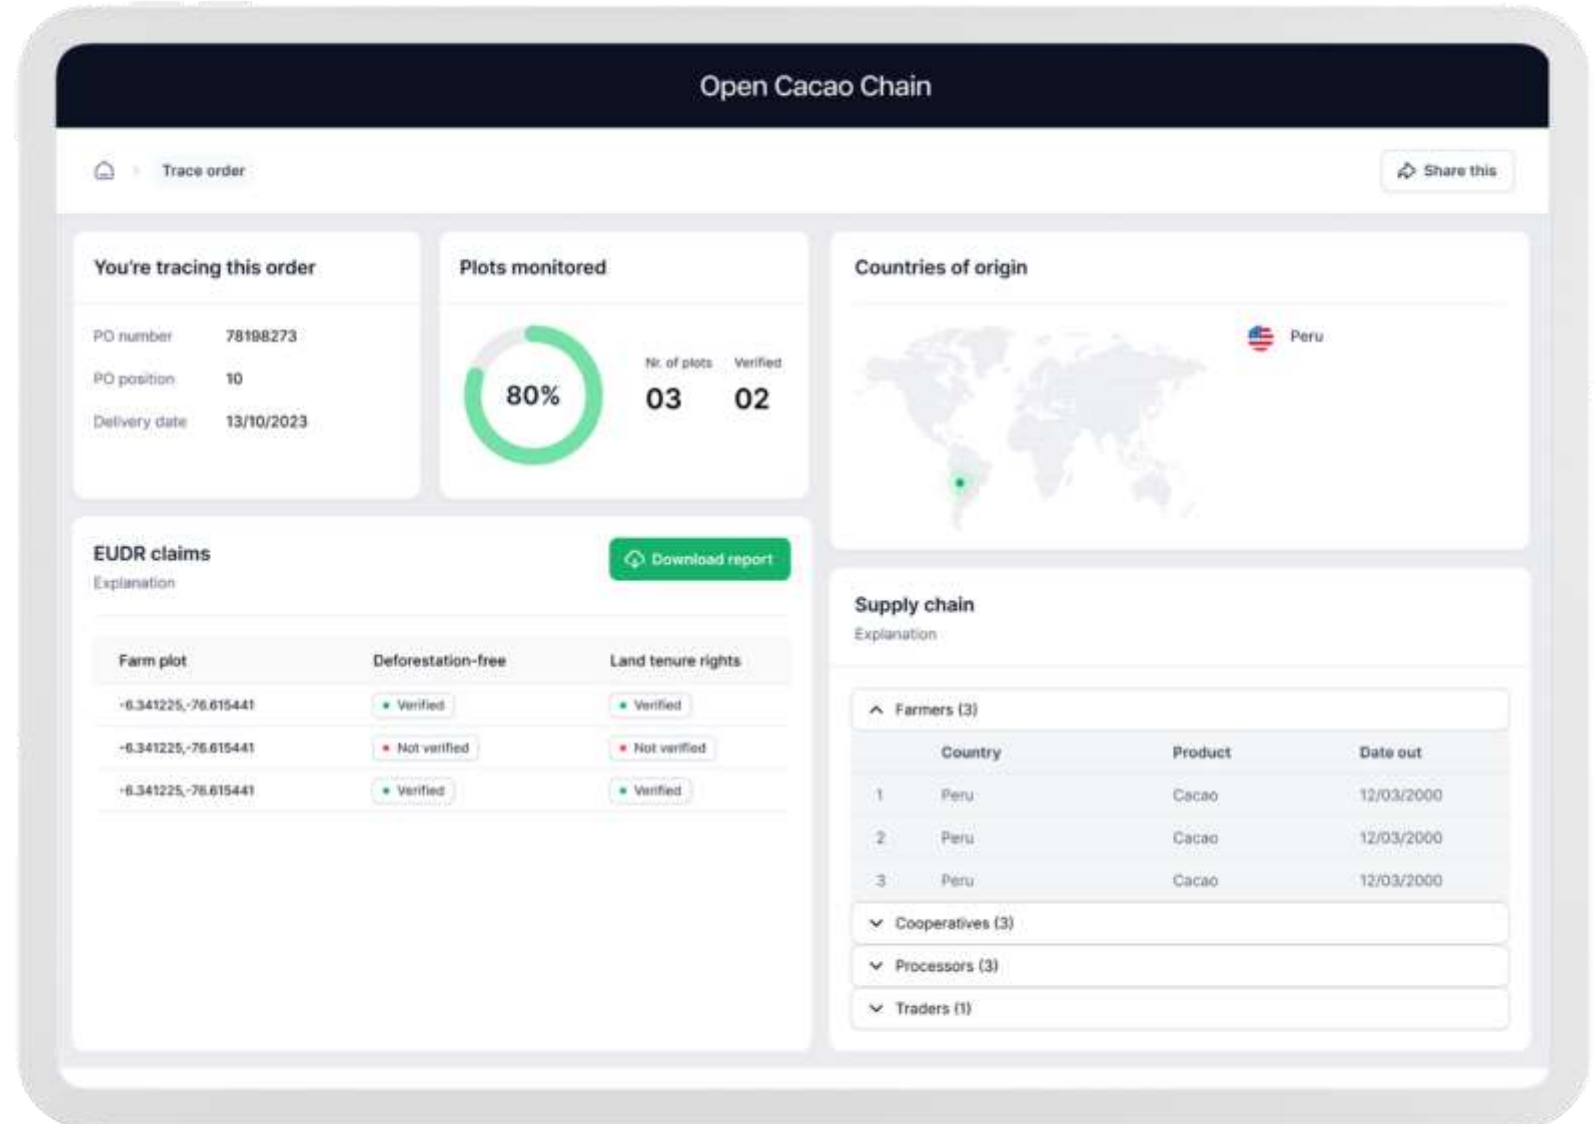 Open Cacao Chain
Trace order
Share this
You're tracing this order
PO number 78198273
PO position 10
Delivery date 13/10/2023
Plots monitored
80%
Nr. of plots Verified
03 02
Countries of origin
Peru
EUDR claims
Explanation
Download report
Farm plot Deforestation-free Land tenure rights
-6.341225,-76.615441 Verified Verified
-6.341225,-76.615441 Not verified Not verified
-6.341225,-76.615441 Verified Verified
Supply chain
Explanation
Farmers (3)
Country Product Date out
1 Peru Cacao 12/03/2000
2 Peru Cacao 12/03/2000
3 Peru Cacao 12/03/2000
Cooperatives (3)
Processors (3)
Traders (1)